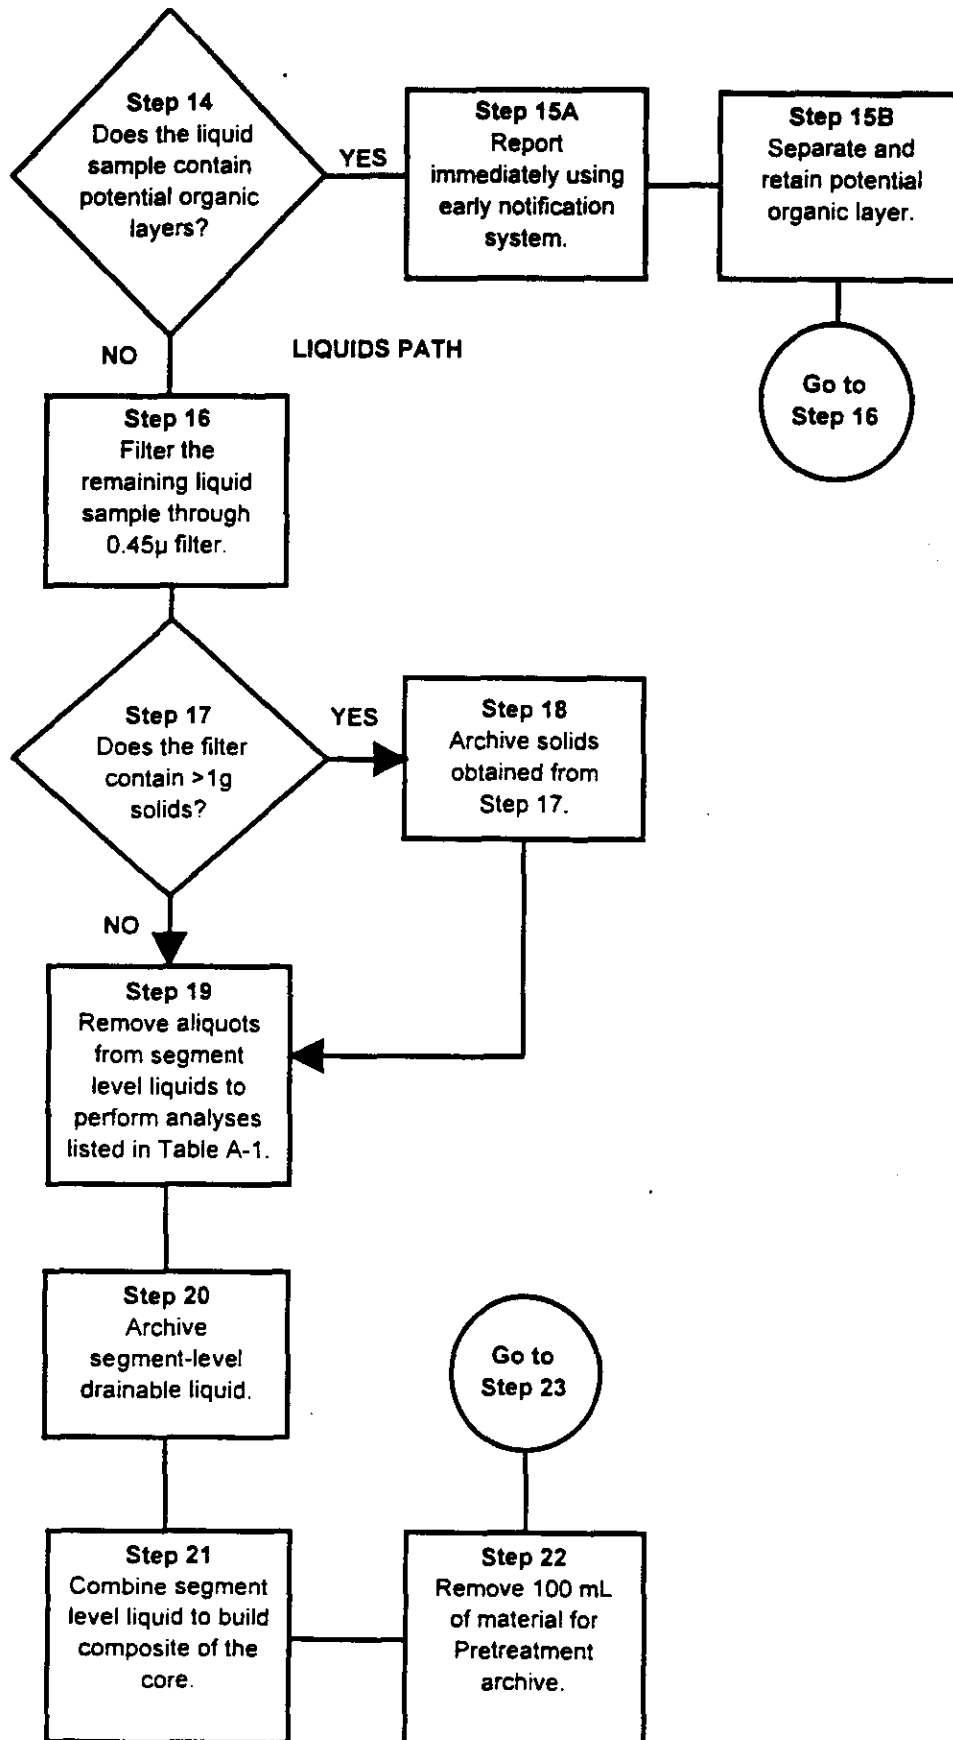 Step 14
Does the liquid
sample contain
potential organic
layers?
YES
Step 15A
Report
immediately using
early notification
system.
Step 15B
Separate and
retain potential
organic layer.
NO
LIQUIDS PATH
Go to
Step 16
Step 16
Filter the
remaining liquid
sample through
0.45µ filter.
Step 17
Does the filter
contain >1g
solids?
YES
Step 18
Archive solids
obtained from
Step 17.
NO
Step 19
Remove aliquots
from segment
level liquids to
perform analyses
listed in Table A-1.
Step 20
Archive
segment-level
drainable liquid.
Go to
Step 23
Step 21
Combine segment
level liquid to build
composite of the
core.
Step 22
Remove 100 mL
of material for
Pretreatment
archive.